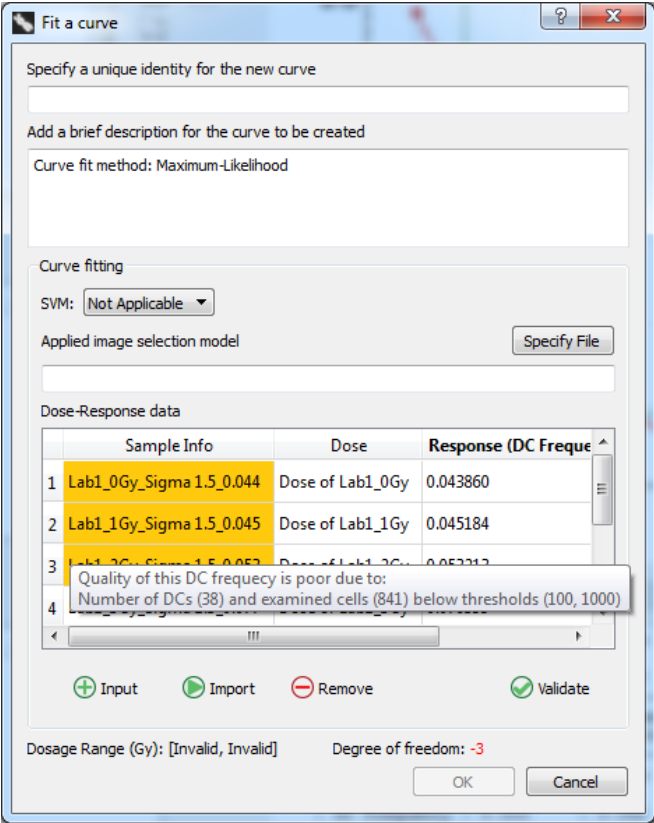 Fit a curve
Specify a unique identity for the new curve
Add a brief description for the curve to be created
Curve fit method: Maximum-Likelihood
Curve fitting
SVM: Not Applicable
Applied image selection model
Specify File
Dose-Response data
Sample Info Dose Response (DC Freque
1 Lab1_0Gy_Sigma 1.5_0.044 Dose of Lab1_0Gy 0.043860
2 Lab1_1Gy_Sigma 1.5_0.045 Dose of Lab1_1Gy 0.045184
3
Quality of this DC frequecy is poor due to:
Number of DCs (38) and examined cells (841) below thresholds (100, 1000)
4
Input Import Remove Validate
Dosage Range (Gy): [Invalid, Invalid] Degree of freedom: -3
OK Cancel